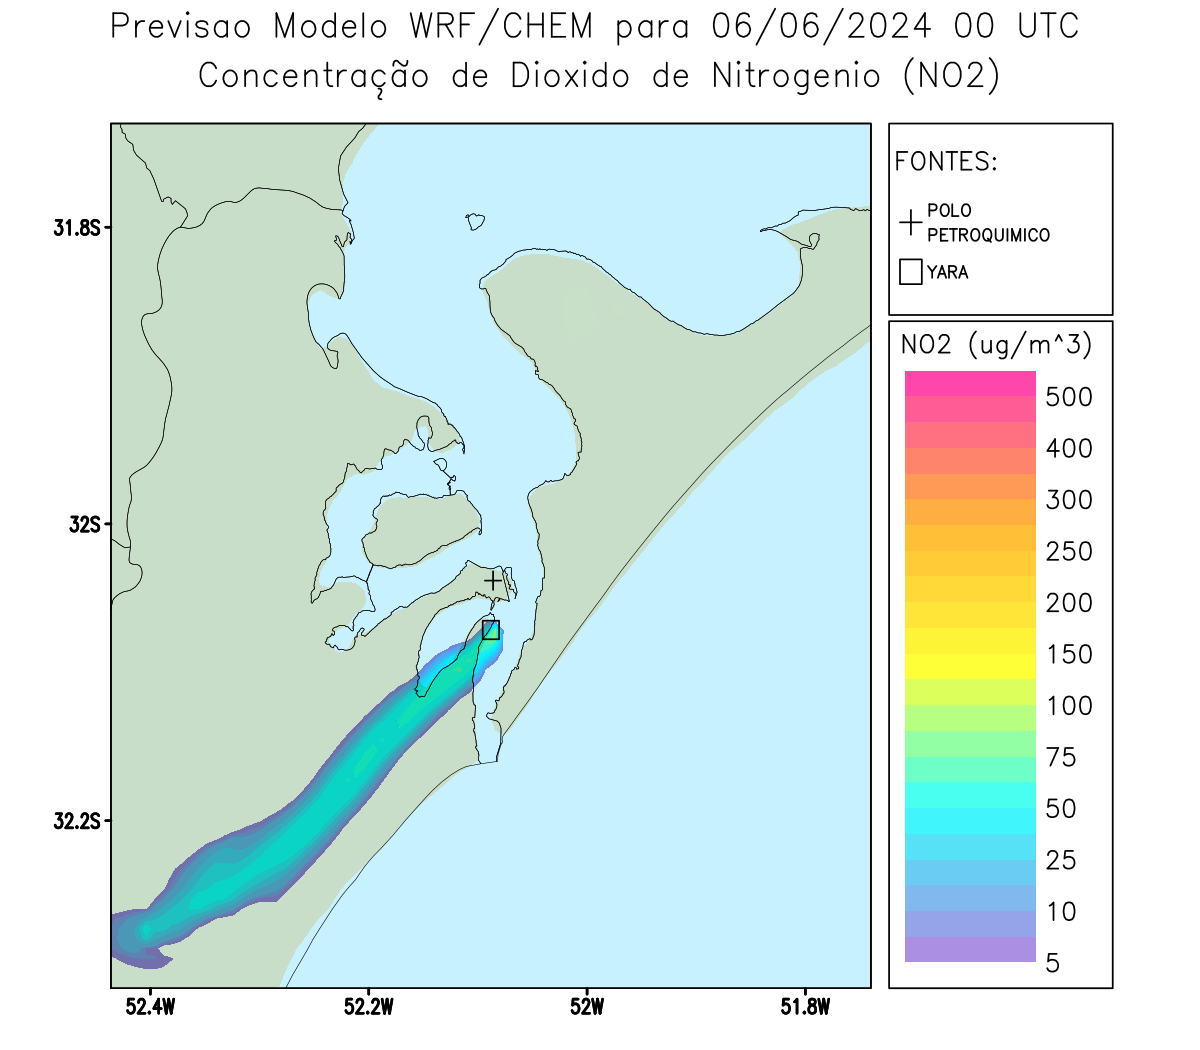 Previsao Modelo WRF/CHEM para 06/06/2024 00 UTC
Concentração de Dioxido de Nitrogenio (NO2)
FONTES:
POLO
PETROQUIMICO
YARA
NO2 (ug/m^3)
500
400
300
250
200
150
100
75
50
25
10
5
31.8S
32S
32.2S
52.4W
52.2W
52W
51.8W